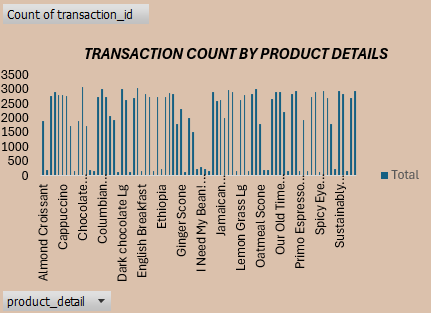 Count of transaction_id
TRANSACTION COUNT BY PRODUCT DETAILS
3500
3000
2500
2000
1500
1000
500
0
Almond Croissant
Cappuccino
Chocolate…
Columbian…
Dark chocolate Lg
English Breakfast
Ethiopia
Ginger Scone
I Need My Bean!…
Jamaican…
Lemon Grass Lg
Oatmeal Scone
Our Old Time…
Primo Espresso…
Spicy Eye…
Sustainably…
Total
product_detail